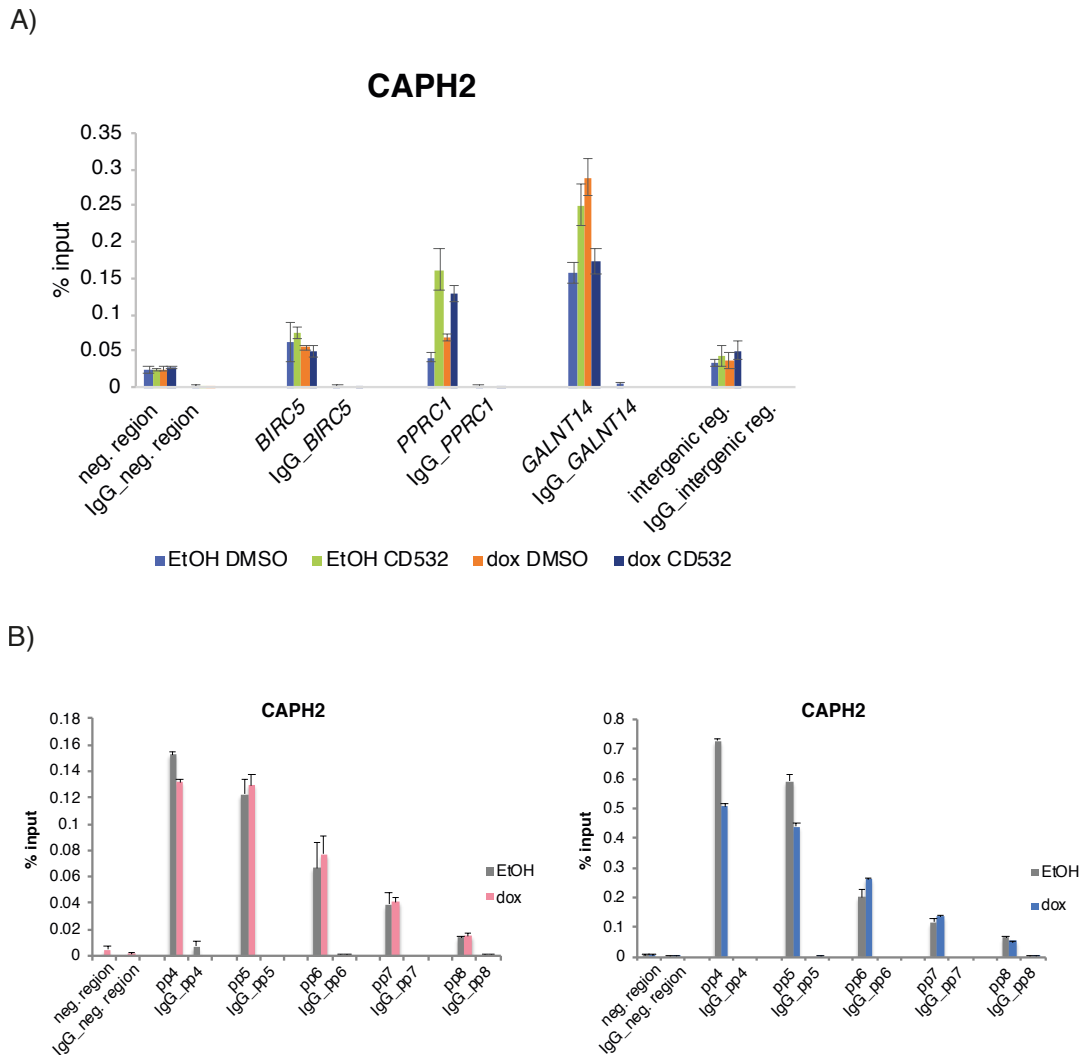 A)
CAPH2
% input
0.35
0.3
0.25
0.2
0.15
0.1
0.05
0
neg. region
IgG_neg. region
BIRC5
IgG_BIRC5
PPRC1
IgG_PPRC1
GALNT14
IgG_GALNT14
intergenic reg.
IgG_intergenic reg.
EtOH DMSO EtOH CD532 dox DMSO dox CD532
B)
CAPH2
% input
0.18
0.16
0.14
0.12
0.1
0.08
0.06
0.04
0.02
0
neg. region
IgG_neg. region
pp4
IgG_pp4
pp5
IgG_pp5
pp6
IgG_pp6
pp7
IgG_pp7
pp8
IgG_pp8
EtOH
dox
CAPH2
% input
0.8
0.7
0.6
0.5
0.4
0.3
0.2
0.1
0
neg. region
IgG_neg. region
pp4
IgG_pp4
pp5
IgG_pp5
pp6
IgG_pp6
pp7
IgG_pp7
pp8
IgG_pp8
EtOH
dox